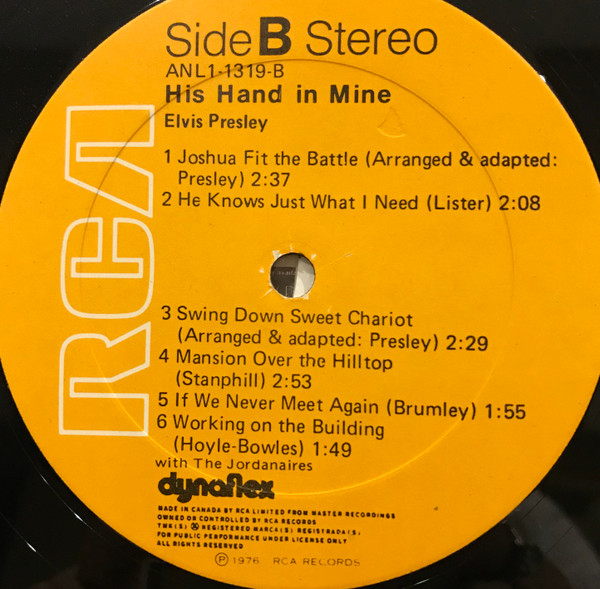 Side B Stereo
ANL1-1319-B
His Hand in Mine
Elvis Presley
1 Joshua Fit the Battle (Arranged & adapted:
Presley) 2:37
2 He Knows Just What I Need (Lister) 2:08
3 Swing Down Sweet Chariot
(Arranged & adapted: Presley) 2:29
4 Mansion Over the Hilltop
(Stanphill) 2:53
5 If We Never Meet Again (Brumley) 1:55
6 Working on the Building
(Hoyle-Bowles) 1:49
with The Jordanaires
dynaflex
MADE IN CANADA BY RCA LIMITED FROM MASTER RECORDINGS
OWNED OR CONTROLLED BY RCA RECORDS
TMK(S) ® REGISTERED MARCA(S) REGISTRADA(S).
FOR PUBLIC PERFORMANCE UNDER LICENSE ONLY
ALL RIGHTS RESERVED
℗ 1976 RCA RECORDS
RCA